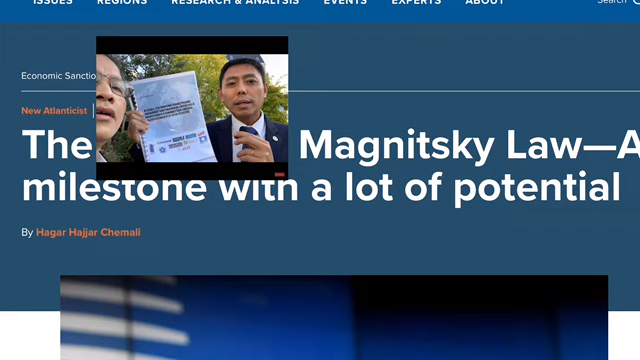 ISSUES REGIONS RESEARCH & ANALYSIS EVENTS EXPERTS ABOUT Search
Economic Sanctio
New Atlanticist
The Magnitsky Law—A
milestone with a lot of potential
By Hagar Hajjar Chemali